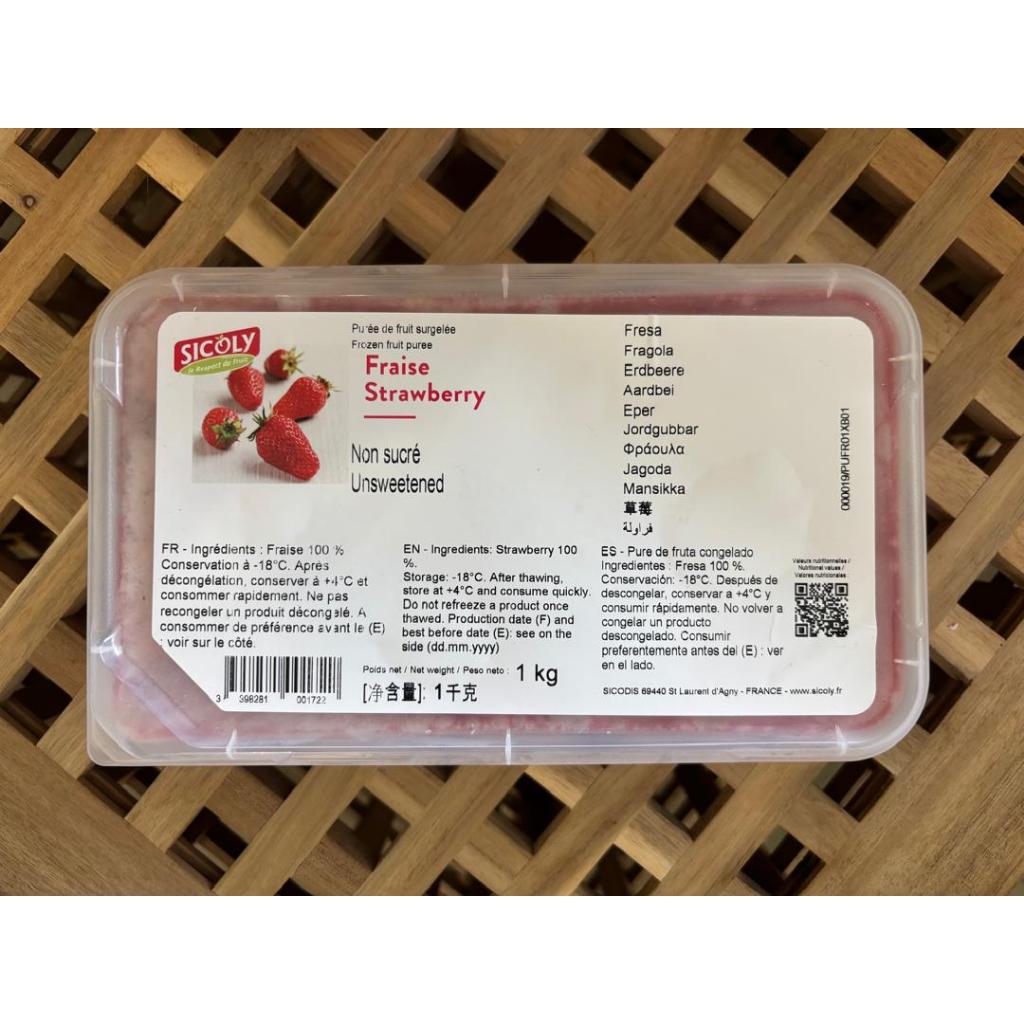 SICOLY
le Respect du fruit
Purée de fruit surgelée
Frozen fruit puree
Fraise
Strawberry
Non sucré
Unsweetened
Fresa
Fragola
Erdbeere
Aardbei
Eper
Jordgubbar
Φράουλα
Jagoda
Mansikka
草莓
فراولة
000019/PUFR01XB01
FR - Ingrédients : Fraise 100 %
Conservation à -18°C. Après
décongélation, conserver à +4°C et
consommer rapidement. Ne pas
recongeler un produit décongelé. A
consommer de préférence avant le (E)
: voir sur le côté.
EN - Ingredients: Strawberry 100
%.
Storage: -18°C. After thawing,
store at +4°C and consume quickly.
Do not refreeze a product once
thawed. Production date (F) and
best before date (E): see on the
side (dd.mm.yyyy)
ES - Pure de fruta congelado
Ingredientes : Fresa 100 %.
Conservación: -18°C. Después de
descongelar, conservar a +4°C y
consumir rápidamente. No volver a
congelar un producto
descongelado. Consumir
preferentemente antes del (E) : ver
en el lado.
Valeurs nutritionnelles /
Nutritional values /
Valores nutricionales :
3 398281 001722
Poids net / Net weight / Peso neto : 1 kg
[净含量]: 1千克
SICODIS 69440 St Laurent d'Agny - FRANCE - www.sicoly.fr